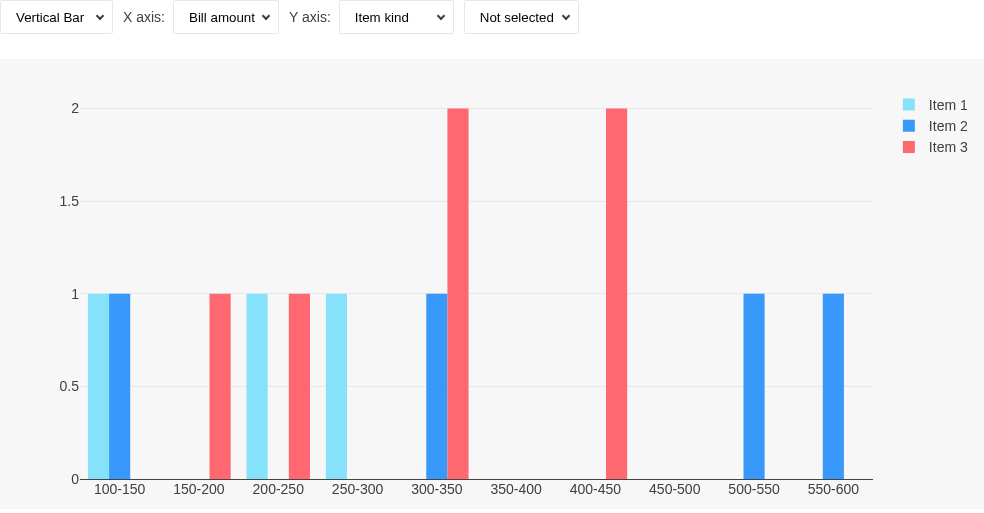 Vertical Bar X axis: Bill amount Y axis: Item kind Not selected
2
1.5
1
0.5
0
100-150 150-200 200-250 250-300 300-350 350-400 400-450 450-500 500-550 550-600
Item 1
Item 2
Item 3